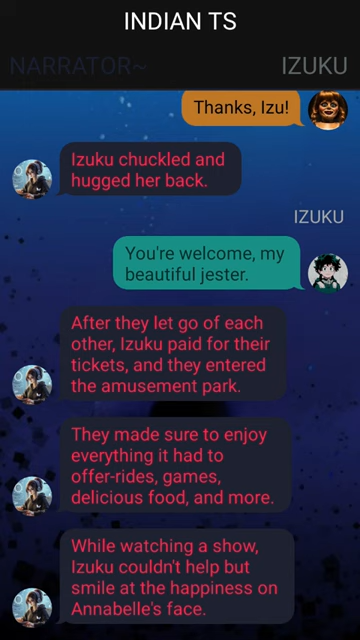 INDIAN TS
NARRATOR~
IZUKU
Thanks, Izu!
Izuku chuckled and
hugged her back.
IZUKU
You're welcome, my
beautiful jester.
After they let go of each
other, Izuku paid for their
tickets, and they entered
the amusement park.
They made sure to enjoy
everything it had to
offer-rides, games,
delicious food, and more.
While watching a show,
Izuku couldn't help but
smile at the happiness on
Annabelle's face.